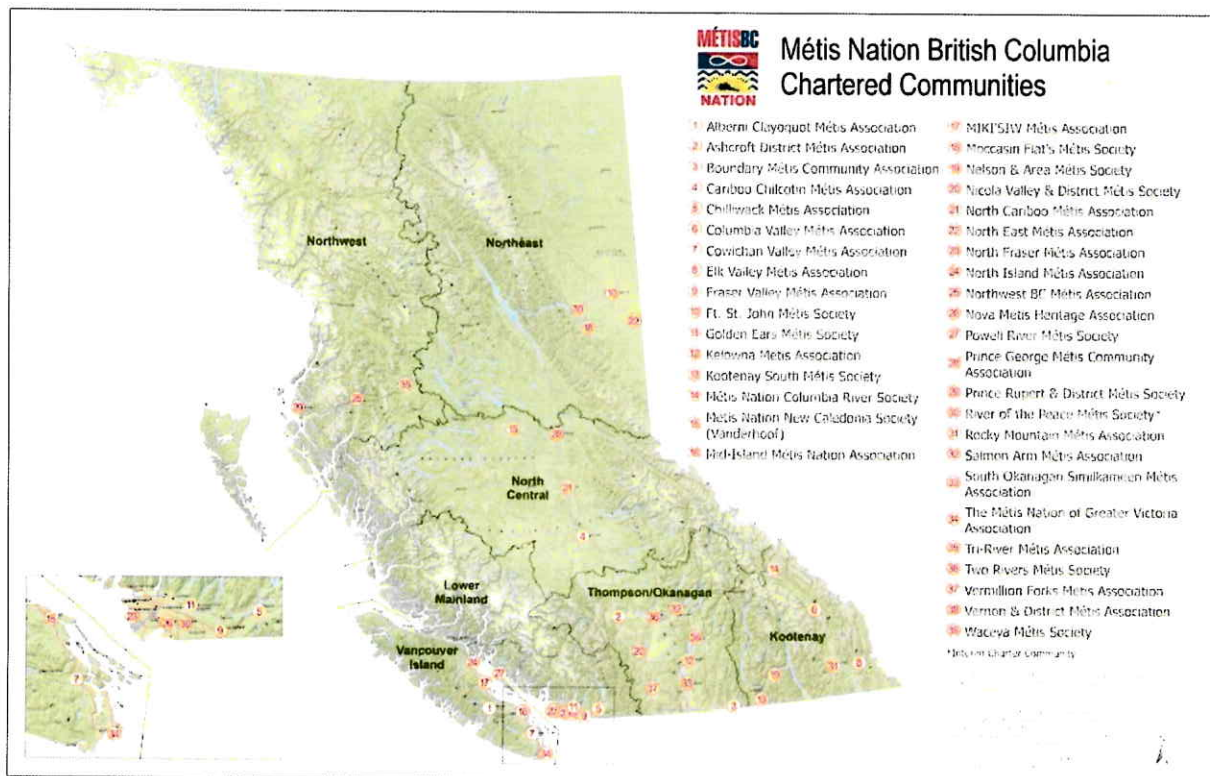 MÉTISBC
NATION
Métis Nation British Columbia
Chartered Communities
1 Alberni Clayoquot Métis Association
2 Ashcroft District Métis Association
3 Boundary Métis Community Association
4 Cariboo Chilcotin Métis Association
5 Chilliwack Métis Association
6 Columbia Valley Métis Association
7 Cowichan Valley Métis Association
8 Elk Valley Métis Association
9 Fraser Valley Métis Association
10 Ft. St. John Métis Society
11 Golden Ears Métis Society
12 Kelowna Métis Association
13 Kootenay South Métis Society
14 Métis Nation Columbia River Society
15 Métis Nation New Caledonia Society
(Vanderhoof)
16 Mid-Island Métis Nation Association
17 MIKI'SIW Métis Association
18 Moccasin Flat's Métis Society
19 Nelson & Area Métis Society
20 Nicola Valley & District Métis Society
21 North Cariboo Métis Association
22 North East Métis Association
23 North Fraser Métis Association
24 North Island Métis Association
25 Northwest BC Métis Association
26 Nova Métis Heritage Association
27 Powell River Métis Society
28 Prince George Métis Community
Association
29 Prince Rupert & District Métis Society
30 River of the Peace Métis Society*
31 Rocky Mountain Métis Association
32 Salmon Arm Métis Association
33 South Okanagan Similkameen Métis
Association
34 The Métis Nation of Greater Victoria
Association
35 Tri-River Métis Association
36 Two Rivers Métis Society
37 Vermillion Forks Métis Association
38 Vernon & District Métis Association
39 Waceya Métis Society
*Interim Charter Community
Northwest
Northeast
North
Central
Lower
Mainland
Thompson/Okanagan
Kootenay
Vancouver
Island